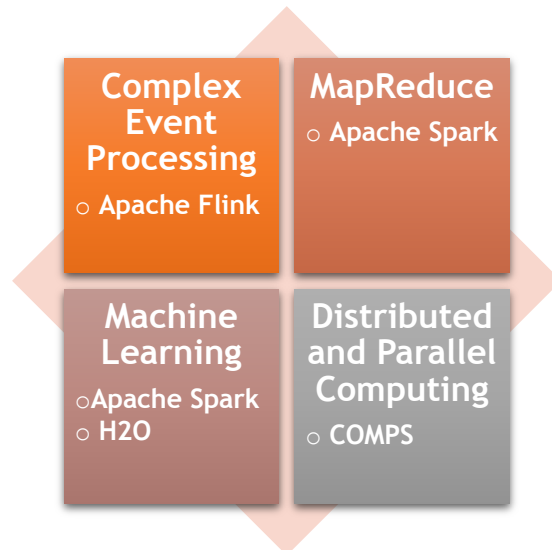 Complex
Event
Processing
○ Apache Flink
MapReduce
○ Apache Spark
Machine
Learning
○Apache Spark
○ H2O
Distributed
and Parallel
Computing
○ COMPS